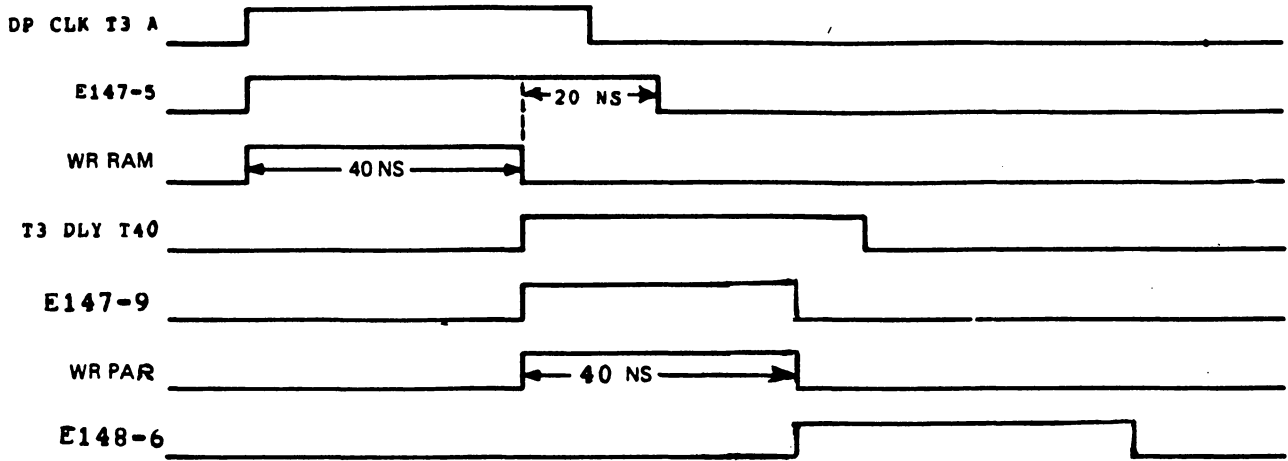 DP CLK T3 A
E147-5
20 NS
WR RAM
40 NS
T3 DLY T40
E147-9
WR PAR
40 NS
E148-6